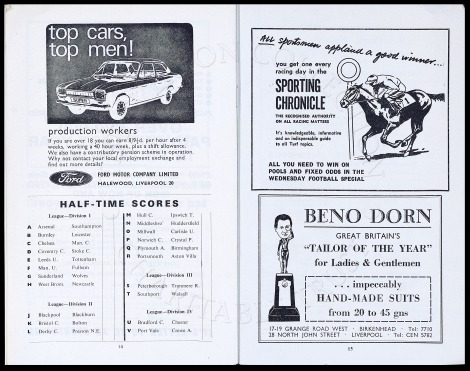 top cars,
top men!
SUPER
production workers
If you are over 18 you can earn 8/9½d. per hour after 4
weeks, working a 40 hour week, plus a shift allowance.
We also have a contributory pension scheme in operation.
Why not contact your local employment exchange and
find out more details?
Ford
FORD MOTOR COMPANY LIMITED
HALEWOOD, LIVERPOOL 20
HALF-TIME SCORES
League—Division I
A Arsenal Southampton
B Burnley Leicester
C Chelsea Man. C.
D Coventry C. Stoke C.
E Leeds U. Tottenham
F Man. U. Fulham
G Sunderland Wolves
H West Brom. Newcastle
League—Division II
J Blackpool Blackburn
K Bristol C. Bolton
L Derby C. Preston N.E.
M Hull C. Ipswich T.
N Middlesbro' Huddersfield
O Millwall Carlisle U.
P Norwich C. Crystal P.
Q Plymouth A. Birmingham
R Portsmouth Aston Villa
League—Division III
S Peterborough Tranmere R.
T Southport Walsall
League—Division IV
U Bradford C. Chester
V Port Vale
14
ALL sportsmen applaud a good winner...
you get one every
racing day in the
SPORTING
CHRONICLE
THE RECOGNISED AUTHORITY
ON ALL RACING MATTERS
It's knowledgeable, informative
and an indispensable guide
to all Turf topics.
ALL YOU NEED TO WIN ON
POOLS AND FIXED ODDS IN THE
WEDNESDAY FOOTBALL SPECIAL
BENO DORN
GREAT BRITAIN'S
"TAILOR OF THE YEAR"
for Ladies & Gentlemen
. . . impeccably
HAND-MADE SUITS
from 20 to 45 gns
17-19 GRANGE ROAD WEST · BIRKENHEAD · Tel: 7710
28 NORTH JOHN STREET · LIVERPOOL · Tel: CEN 5782
15